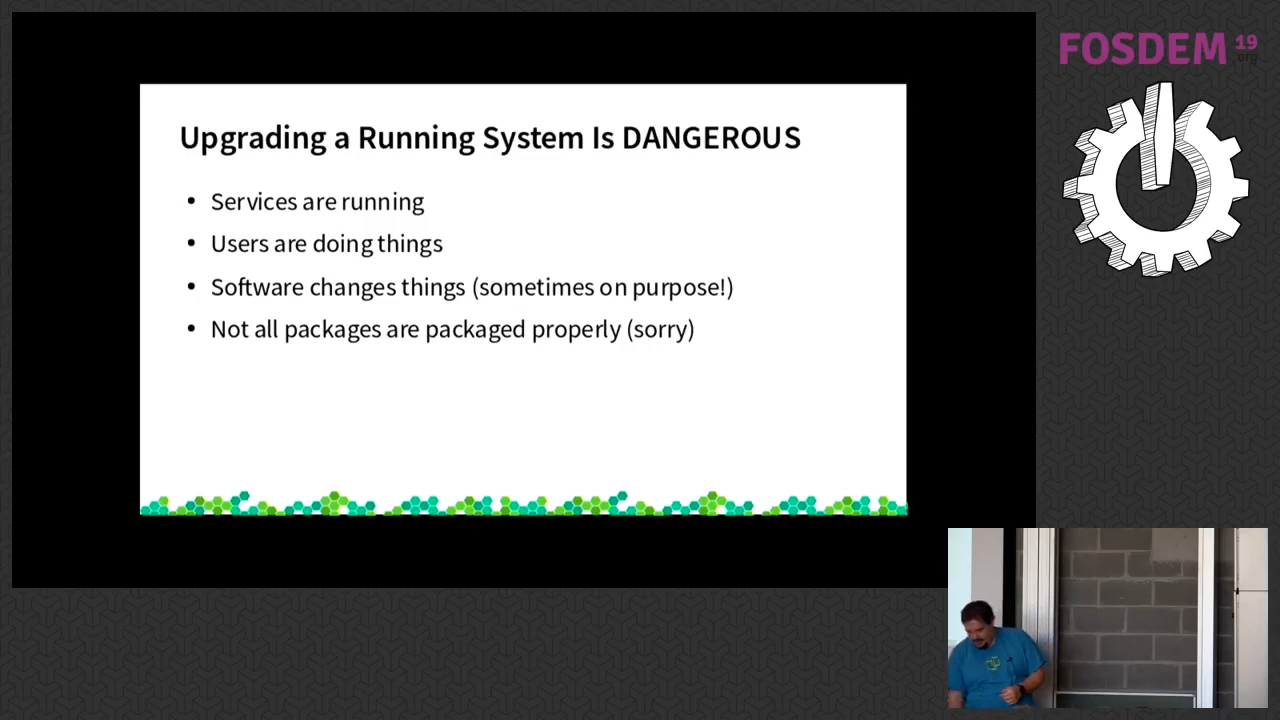 FOSDEM 19
.org
Upgrading a Running System Is DANGEROUS
• Services are running
• Users are doing things
• Software changes things (sometimes on purpose!)
• Not all packages are packaged properly (sorry)